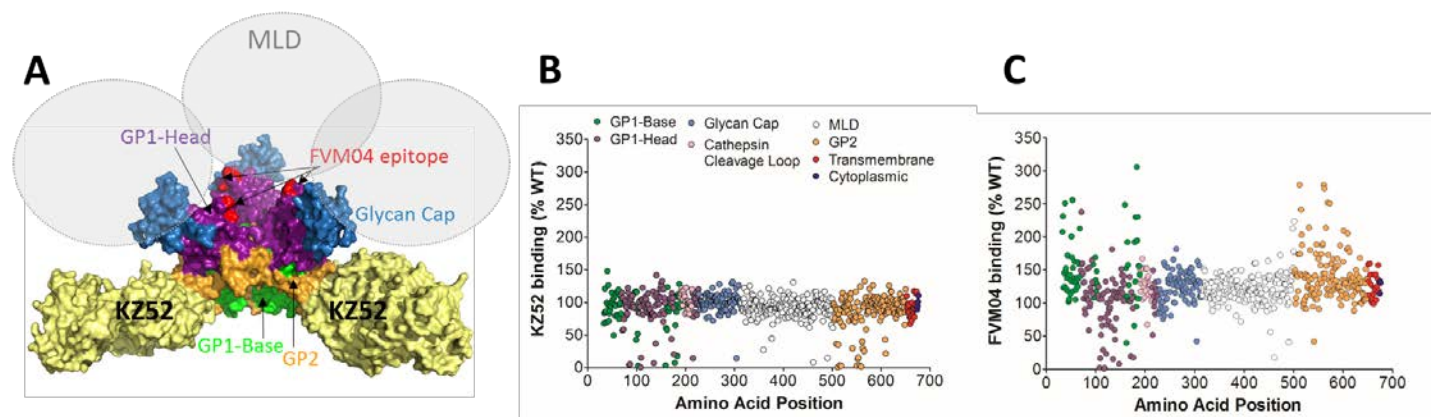 A
MLD
GP1-Head
FVM04 epitope
Glycan Cap
KZ52
KZ52
GP1-Base
GP2
B
GP1-Base
GP1-Head
Glycan Cap
Cathepsin
Cleavage Loop
MLD
GP2
Transmembrane
Cytoplasmic
KZ52 binding (% WT)
350
300
250
200
150
100
50
0
0 100 200 300 400 500 600 700
Amino Acid Position
C
FVM04 binding (% WT)
350
300
250
200
150
100
50
0
0 100 200 300 400 500 600 700
Amino Acid Position